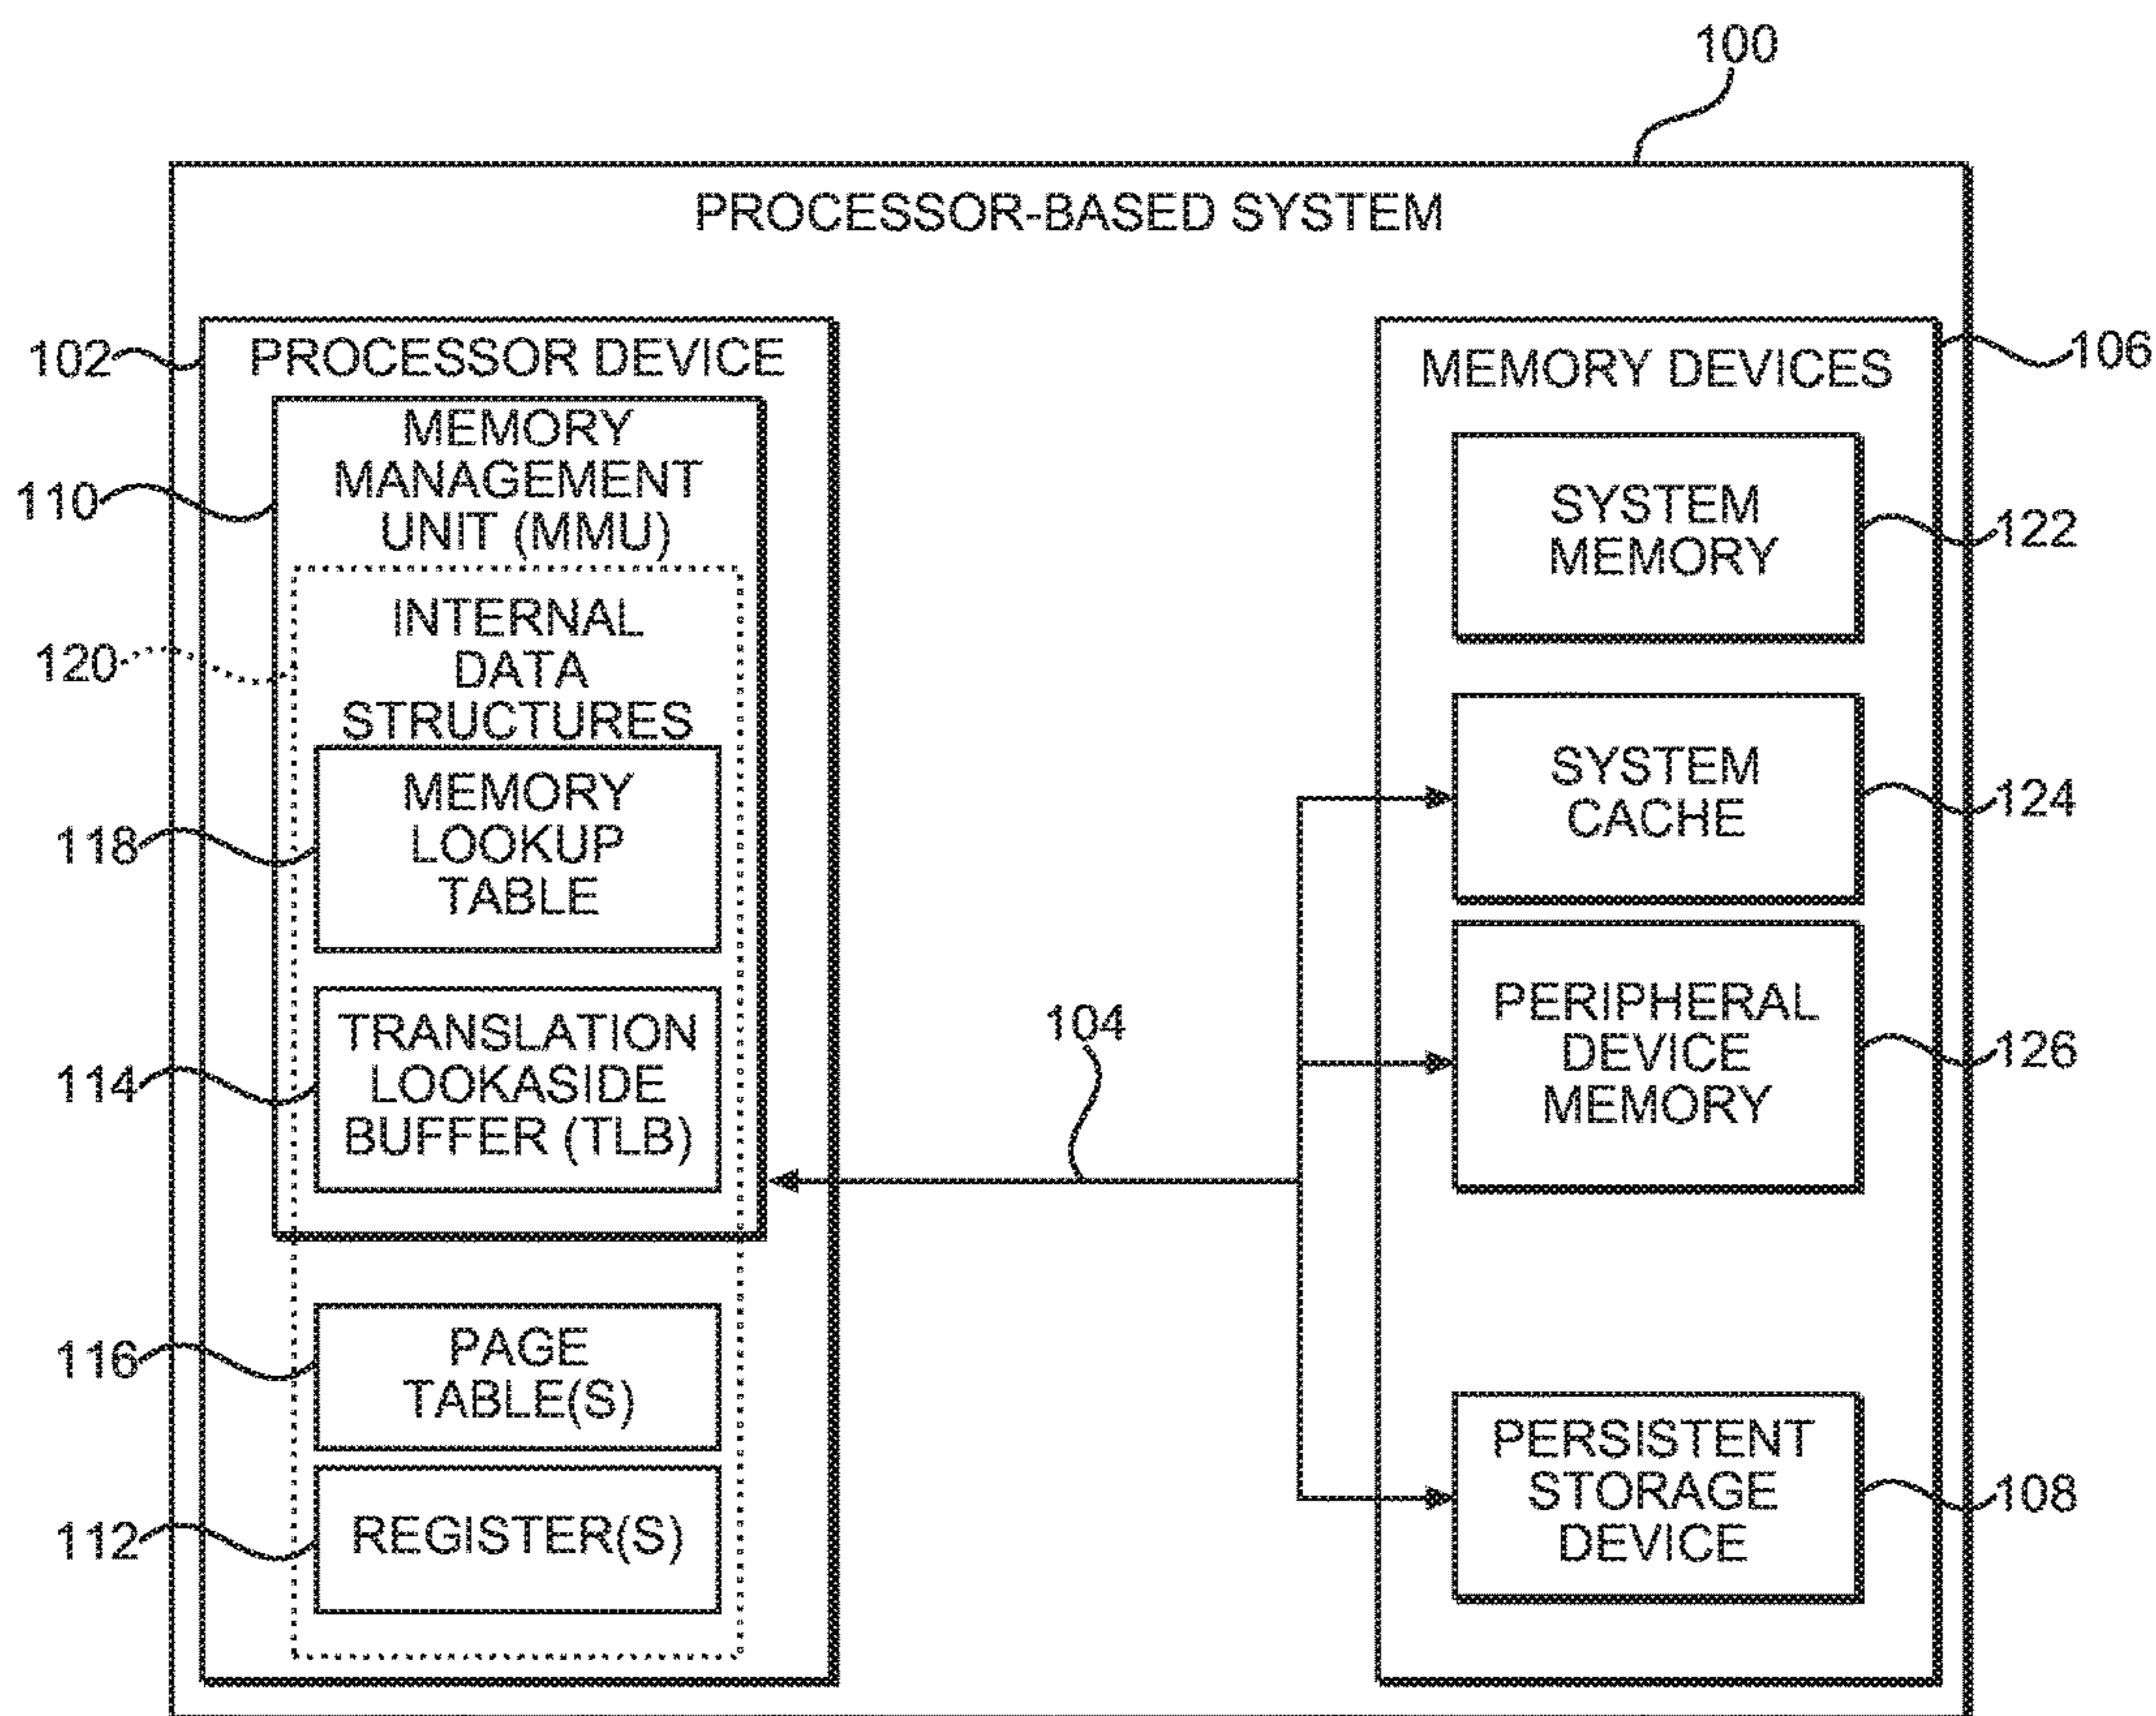 100
PROCESSOR-BASED SYSTEM
102
PROCESSOR DEVICE
MEMORY
MANAGEMENT
UNIT (MMU)
110
INTERNAL
DATA
STRUCTURES
120
MEMORY
LOOKUP
TABLE
118
TRANSLATION
LOOKASIDE
BUFFER (TLB)
114
PAGE
TABLE(S)
116
REGISTER(S)
112
104
MEMORY DEVICES
106
SYSTEM
MEMORY
122
SYSTEM
CACHE
124
PERIPHERAL
DEVICE
MEMORY
126
PERSISTENT
STORAGE
DEVICE
108